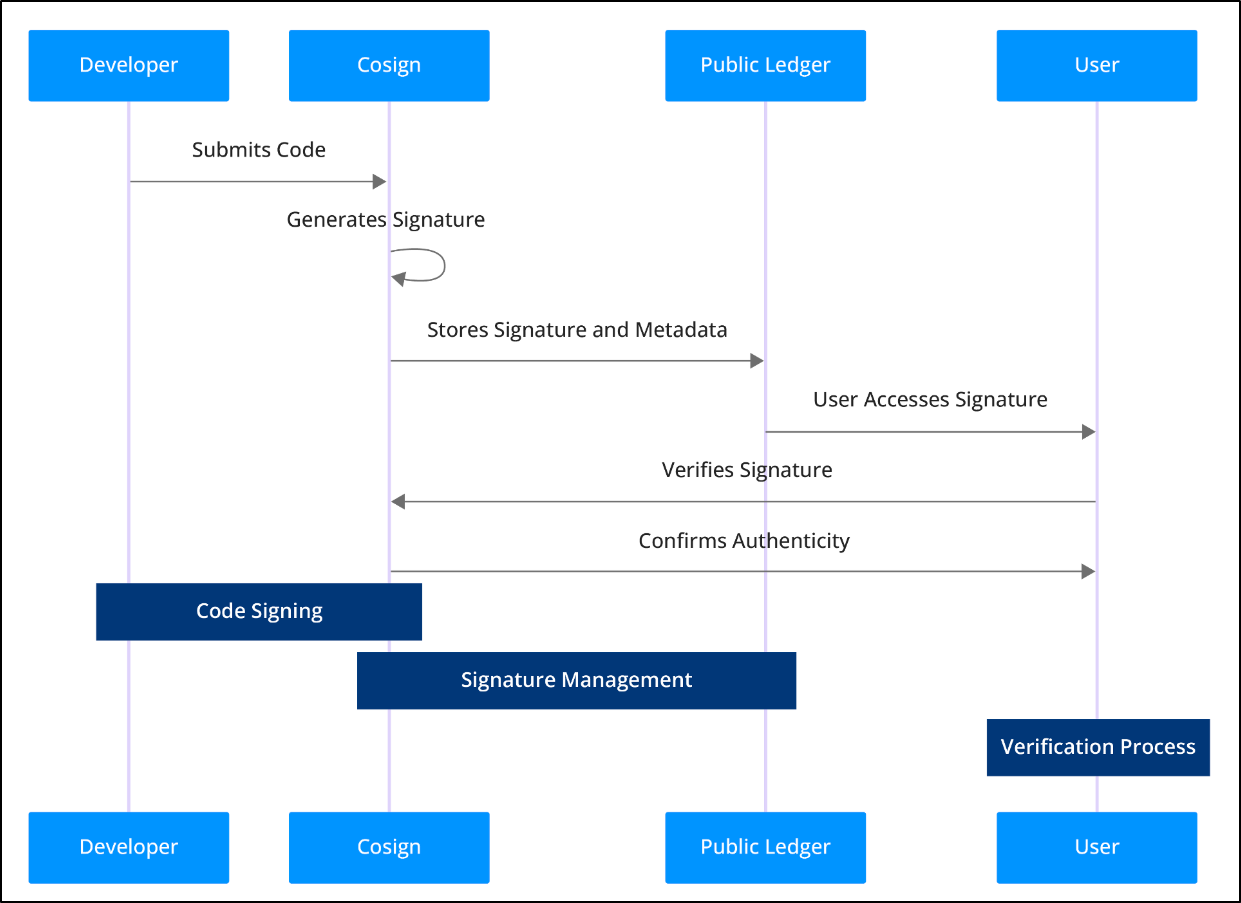 Developer
Cosign
Public Ledger
User
Submits Code
Generates Signature
Stores Signature and Metadata
User Accesses Signature
Verifies Signature
Confirms Authenticity
Code Signing
Signature Management
Verification Process
Developer
Cosign
Public Ledger
User